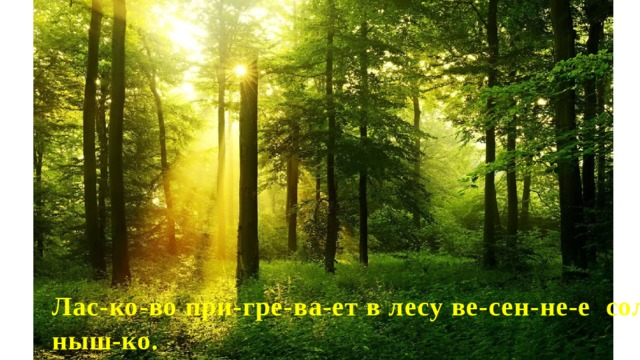 Лас-ко-во при-гре-ва-ет в лесу ве-сен-не-е сол
ныш-ко.